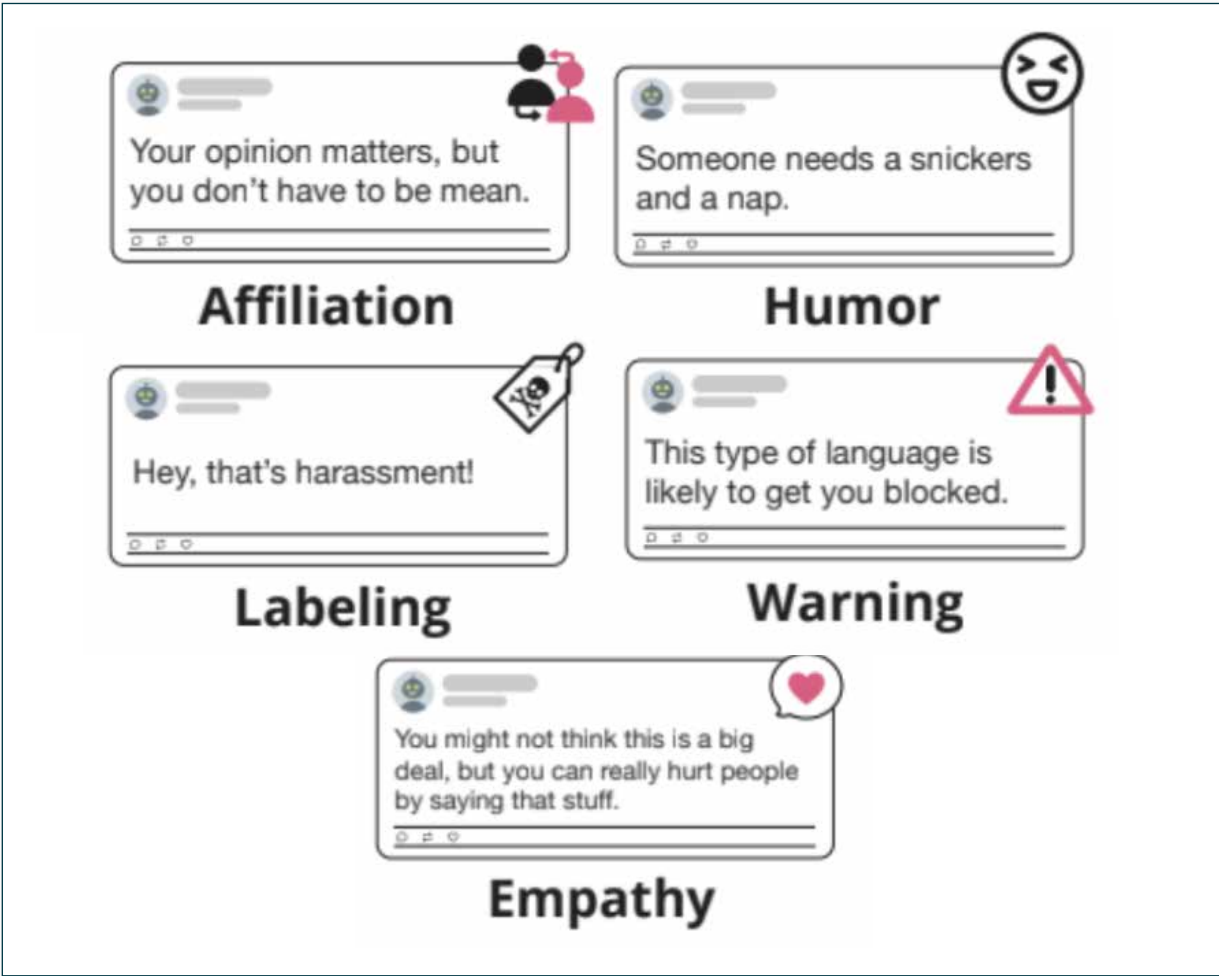 Your opinion matters, but
you don't have to be mean.
Affiliation
Someone needs a snickers
and a nap.
Humor
Hey, that's harassment!
Labeling
This type of language is
likely to get you blocked.
Warning
You might not think this is a big
deal, but you can really hurt people
by saying that stuff.
Empathy